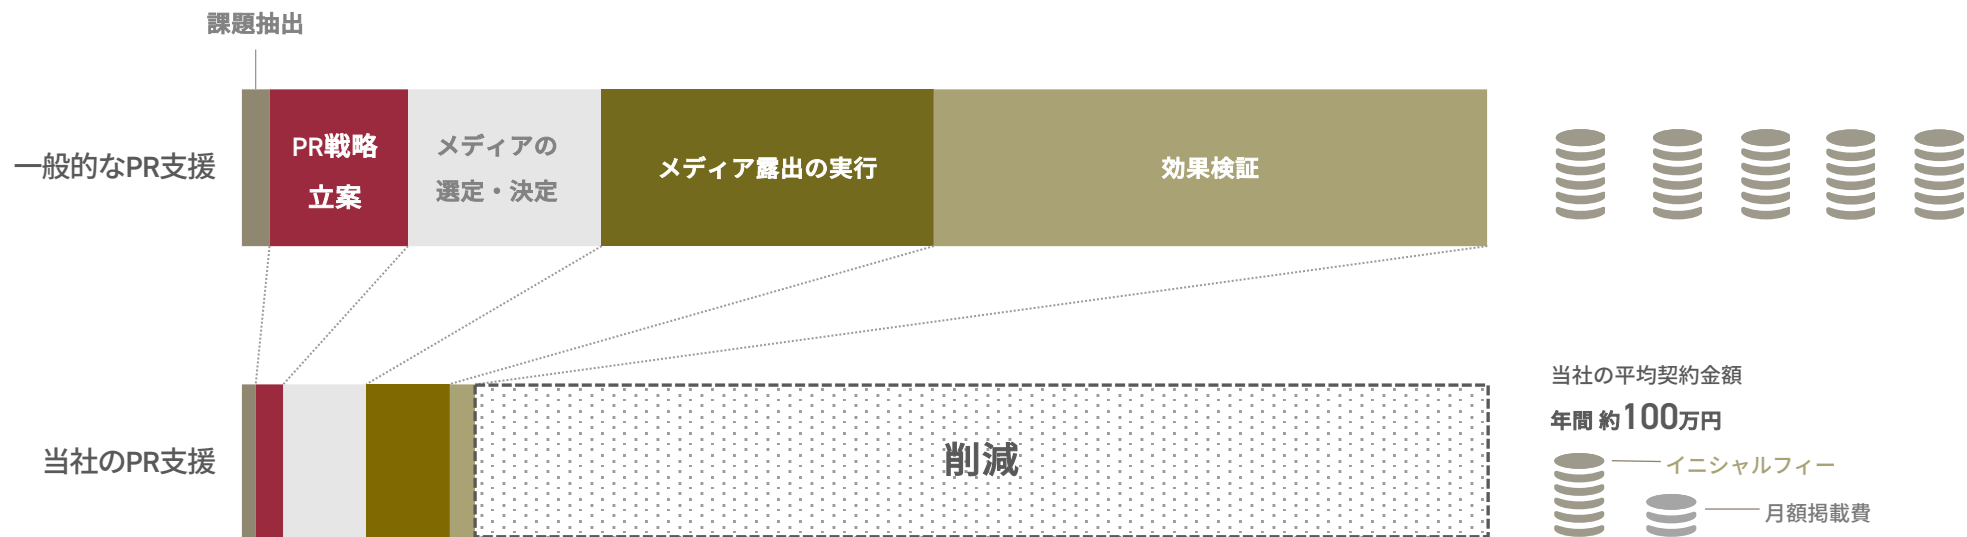 課題抽出
一般的なPR支援
PR戦略
立案
メディアの
選定・決定
メディア露出の実行
効果検証
当社のPR支援
削減
当社の平均契約金額
年間 約100万円
イニシャルフィー
月額掲載費